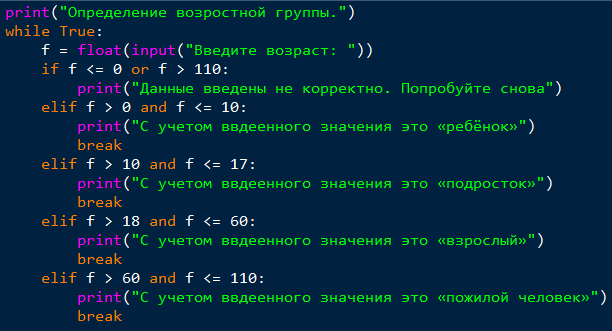 print("Определение возростной группы.")
while True:
    f = float(input("Введите возраст: "))
    if f <= 0 or f > 110:
        print("Данные введены не корректно. Попробуйте снова")
    elif f > 0 and f <= 10:
        print("С учетом ввдеенного значения это «ребёнок»")
        break
    elif f > 10 and f <= 17:
        print("С учетом ввдеенного значения это «подросток»")
        break
    elif f > 18 and f <= 60:
        print("С учетом ввдеенного значения это «взрослый»")
        break
    elif f > 60 and f <= 110:
        print("С учетом ввдеенного значения это «пожилой человек»")
        break